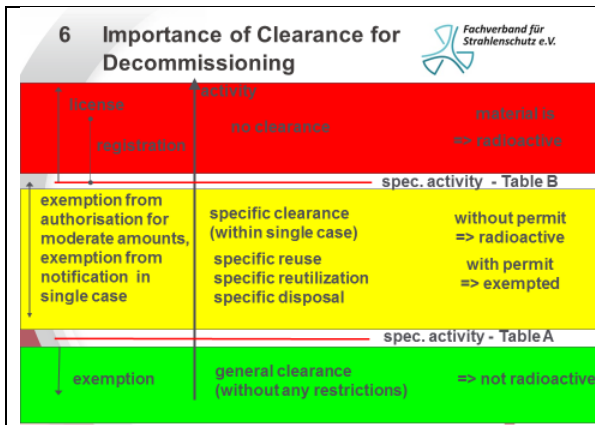 6 Importance of Clearance for
Decommissioning
Fachverband für
Strahlenschutz e.V.
activity
license
registration
no clearance
material is
=> radioactive
spec. activity - Table B
exemption from
authorisation for
moderate amounts,
exemption from
notification in
single case
specific clearance
(within single case)
specific reuse
specific reutilization
specific disposal
without permit
=> radioactive
with permit
=> exempted
spec. activity - Table A
exemption
general clearance
(without any restrictions)
=> not radioactive